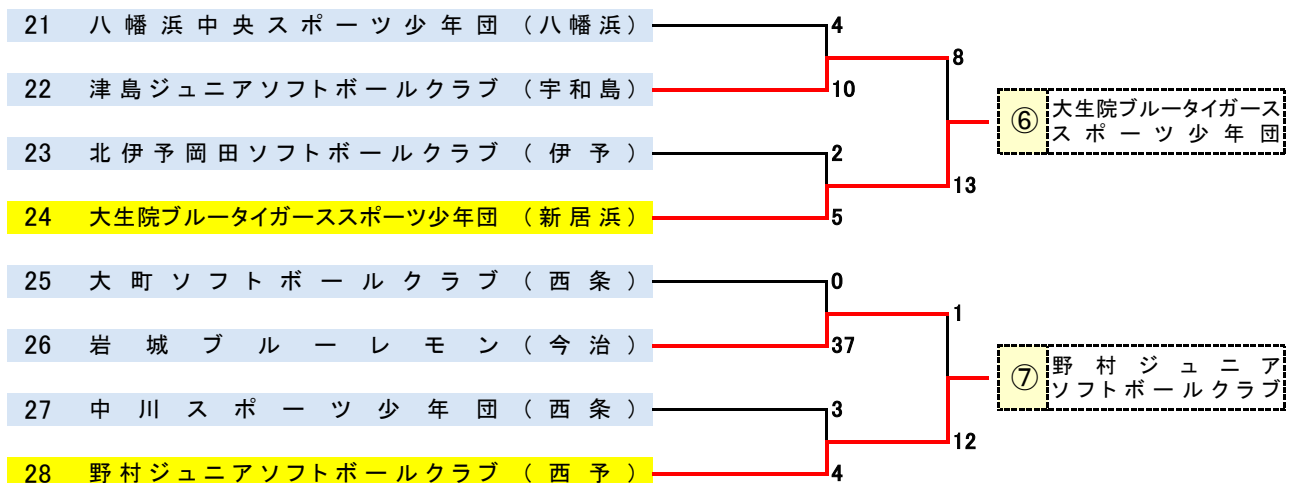 21 八幡浜中央スポーツ少年団 (八幡浜) 4
8
22 津島ジュニアソフトボールクラブ (宇和島) 10
⑥ 大生院ブルータイガース
スポーツ少年団
23 北伊予岡田ソフトボールクラブ (伊予) 2
13
24 大生院ブルータイガーススポーツ少年団 (新居浜) 5
25 大町ソフトボールクラブ (西条) 0
1
26 岩城ブルーレモン (今治) 37
⑦ 野村ジュニア
ソフトボールクラブ
27 中川スポーツ少年団 (西条) 3
12
28 野村ジュニアソフトボールクラブ (西予) 4